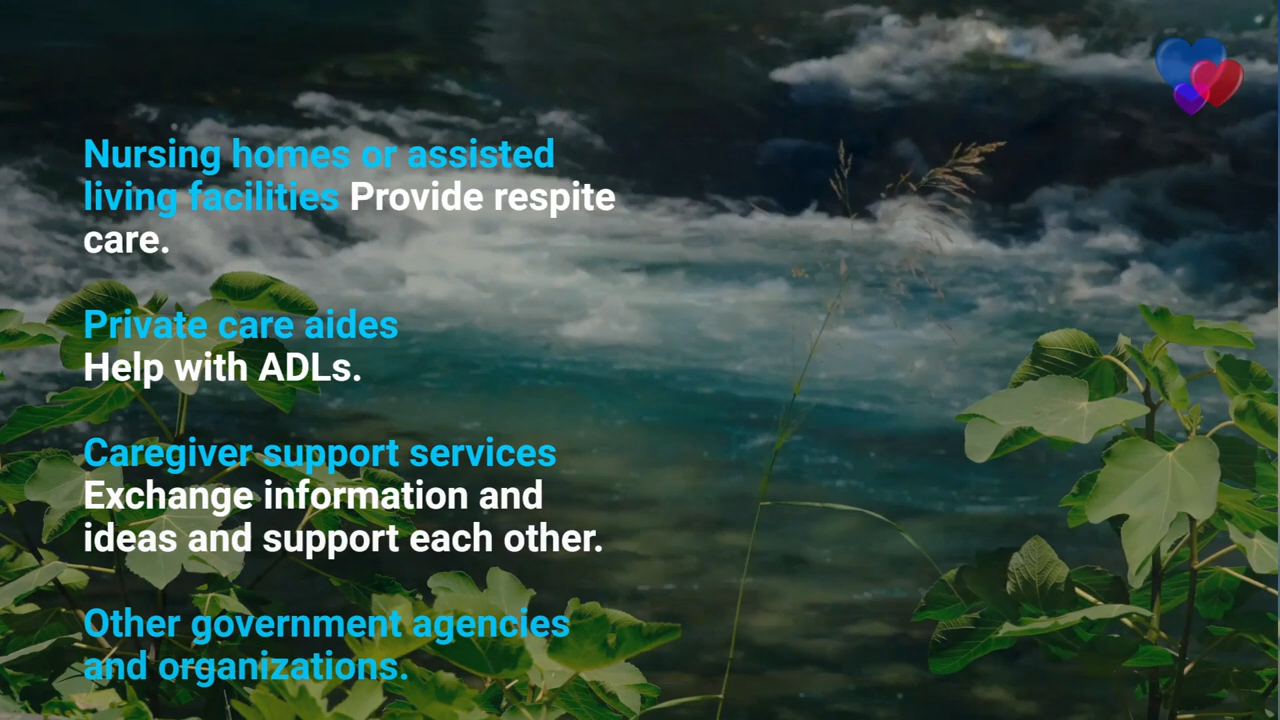 Nursing homes or assisted
living facilities Provide respite
care.
Private care aides
Help with ADLs.
Caregiver support services
Exchange information and
ideas and support each other.
Other government agencies
and organizations.